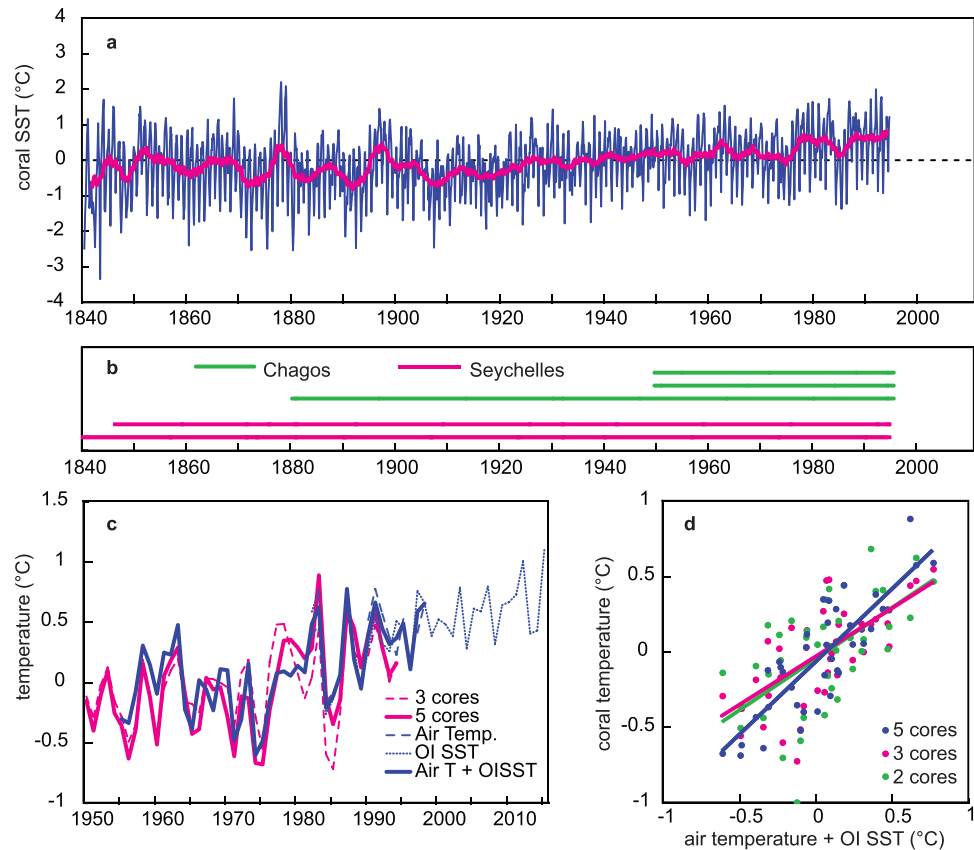 a
coral SST (°C)
4
3
2
1
0
-1
-2
-3
-4
1840 1860 1880 1900 1920 1940 1960 1980 2000
b
Chagos Seychelles
1840 1860 1880 1900 1920 1940 1960 1980 2000
c
temperature (°C)
1.5
1
0.5
0
-0.5
-1
3 cores
5 cores
Air Temp.
OI SST
Air T + OISST
1950 1960 1970 1980 1990 2000 2010
d
coral temperature (°C)
1
0.5
0
-0.5
-1
5 cores
3 cores
2 cores
-1 -0.5 0 0.5 1
air temperature + OI SST (°C)